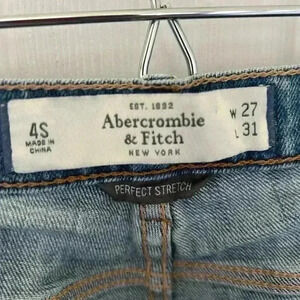 EST. 1892
4S
MADE IN
CHINA
Abercrombie
& Fitch
NEW YORK
W 27
L 31
PERFECT STRETCH